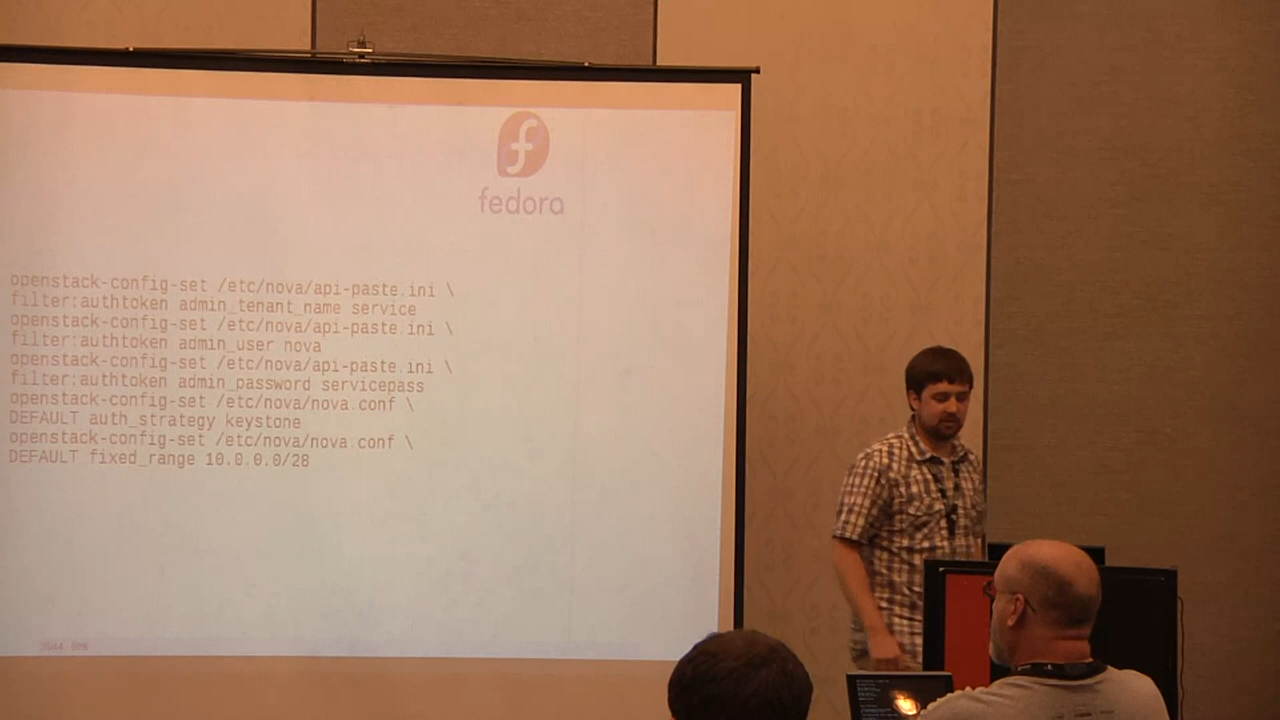 fedora
openstack-config-set /etc/nova/api-paste.ini \
filter:authtoken admin_tenant_name service
openstack-config-set /etc/nova/api-paste.ini \
filter:authtoken admin_user nova
openstack-config-set /etc/nova/api-paste.ini \
filter:authtoken admin_password servicepass
openstack-config-set /etc/nova/nova.conf \
DEFAULT auth_strategy keystone
openstack-config-set /etc/nova/nova.conf \
DEFAULT fixed_range 10.0.0.0/28